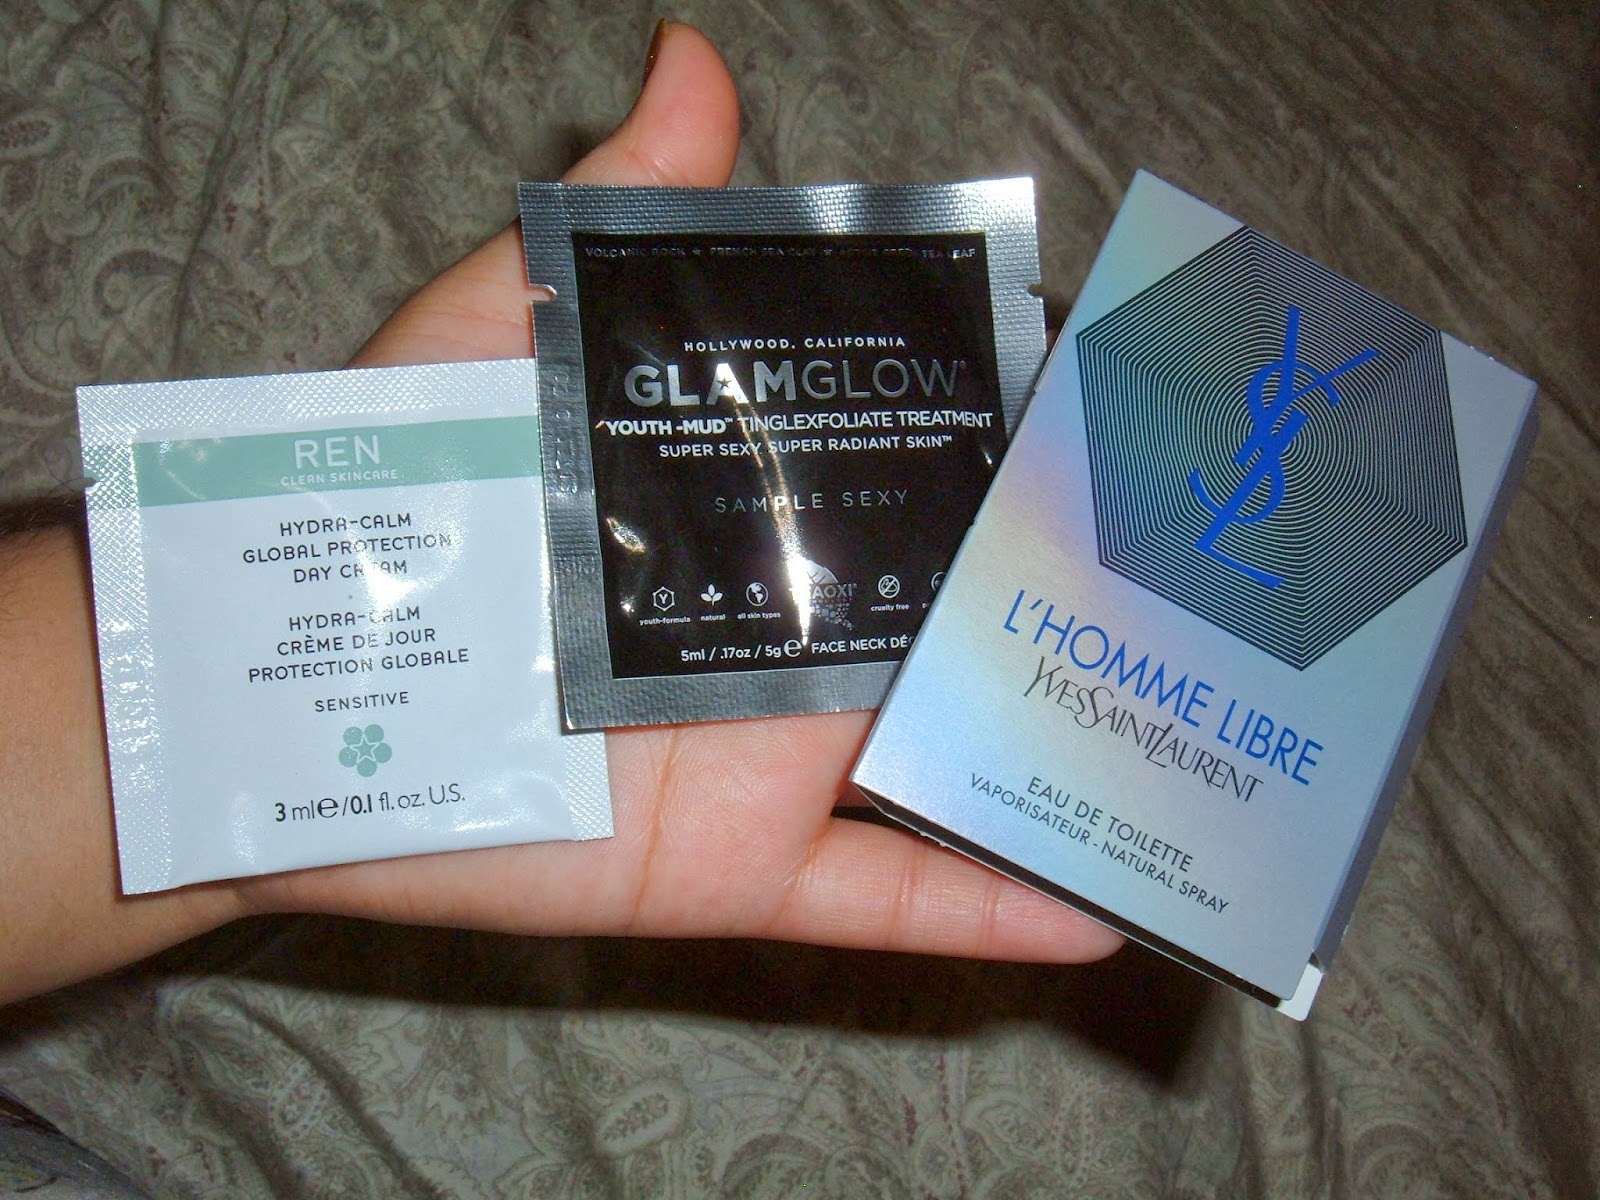 REN
CLEAN SKINCARE.
HYDRA-CALM
GLOBAL PROTECTION
DAY CREAM
HYDRA-CALM
CRÈME DE JOUR
PROTECTION GLOBALE
SENSITIVE
3 ml e/0.1 fl. oz. U.S.
VOLCANIC ROCK ★ FRENCH SEA CLAY ★ GREEN TEA LEAF
HOLLYWOOD, CALIFORNIA
GLAMGLOW®
YOUTH-MUD™ TINGLEXFOLIATE TREATMENT
SUPER SEXY SUPER RADIANT SKIN™
SAMPLE SEXY
Y
youth-formula natural all skin types cruelty free
5ml / .17oz / 5g e FACE NECK
YSL
L'HOMME LIBRE
YVESSAINTLAURENT
EAU DE TOILETTE
VAPORISATEUR - NATURAL SPRAY